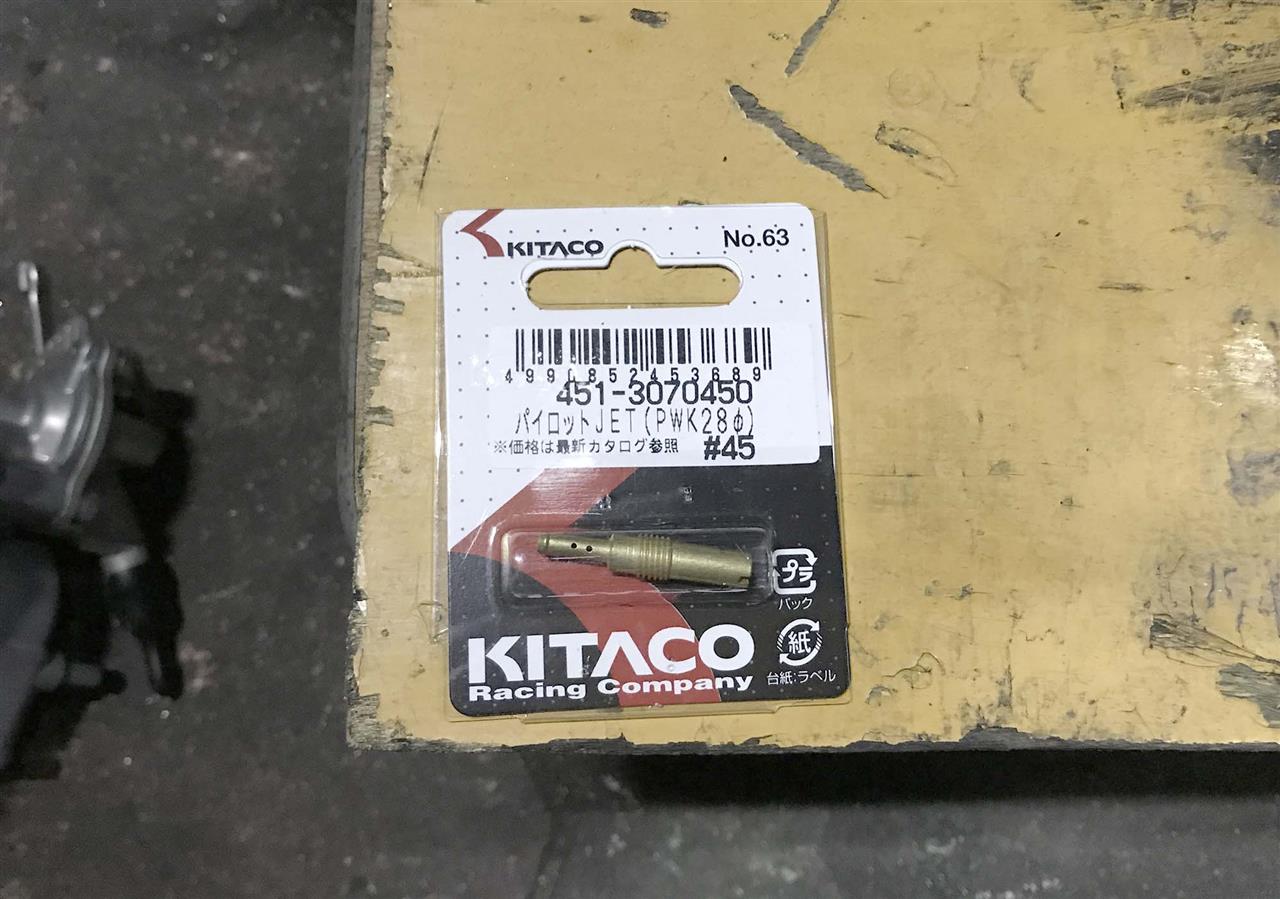 KITACO
No.63
4990852453689
451-3070450
パイロットJET(PWK28φ)
※価格は最新カタログ参照 #45
プラ
パック
KITACO
Racing Company
紙
台紙:ラベル